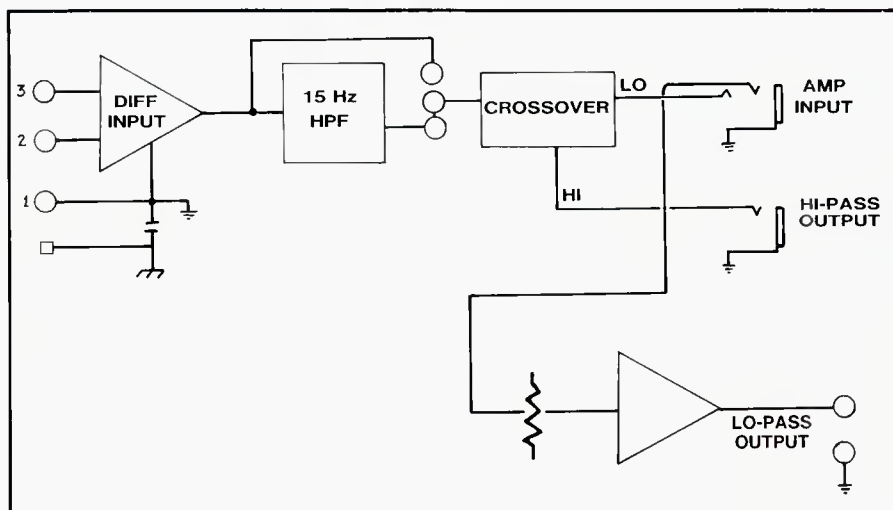 3
2
1
DIFF
INPUT
15 Hz
HPF
CROSSOVER
LO
HI
AMP
INPUT
HI-PASS
OUTPUT
LO-PASS
OUTPUT